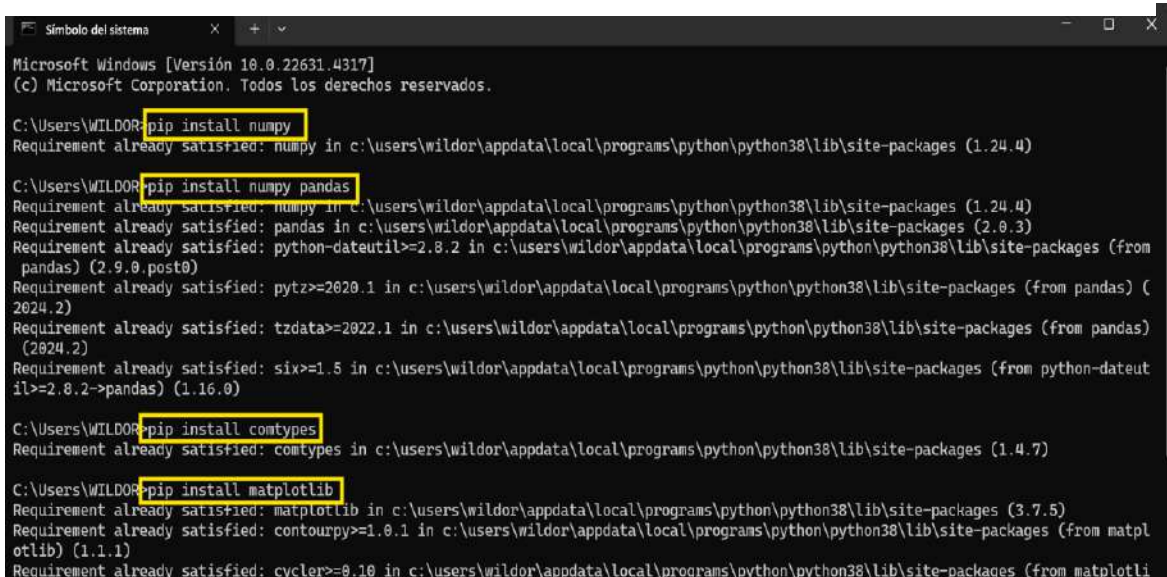 Símbolo del sistema
Microsoft Windows [Versión 10.0.22631.4317]
(c) Microsoft Corporation. Todos los derechos reservados.
C:\Users\WILDOR>pip install numpy
Requirement already satisfied: numpy in c:\users\wildor\appdata\local\programs\python\python38\lib\site-packages (1.24.4)
C:\Users\WILDOR>pip install numpy pandas
Requirement already satisfied: numpy in c:\users\wildor\appdata\local\programs\python\python38\lib\site-packages (1.24.4)
Requirement already satisfied: pandas in c:\users\wildor\appdata\local\programs\python\python38\lib\site-packages (2.0.3)
Requirement already satisfied: python-dateutil>=2.8.2 in c:\users\wildor\appdata\local\programs\python\python38\lib\site-packages (from
pandas) (2.9.0.post0)
Requirement already satisfied: pytz>=2020.1 in c:\users\wildor\appdata\local\programs\python\python38\lib\site-packages (from pandas) (
2024.2)
Requirement already satisfied: tzdata>=2022.1 in c:\users\wildor\appdata\local\programs\python\python38\lib\site-packages (from pandas)
(2024.2)
Requirement already satisfied: six>=1.5 in c:\users\wildor\appdata\local\programs\python\python38\lib\site-packages (from python-dateut
il>=2.8.2->pandas) (1.16.0)
C:\Users\WILDOR>pip install comtypes
Requirement already satisfied: comtypes in c:\users\wildor\appdata\local\programs\python\python38\lib\site-packages (1.4.7)
C:\Users\WILDOR>pip install matplotlib
Requirement already satisfied: matplotlib in c:\users\wildor\appdata\local\programs\python\python38\lib\site-packages (3.7.5)
Requirement already satisfied: contourpy>=1.0.1 in c:\users\wildor\appdata\local\programs\python\python38\lib\site-packages (from matpl
otlib) (1.1.1)
Requirement already satisfied: cycler>=0.10 in c:\users\wildor\appdata\local\programs\python\python38\lib\site-packages (from matplotli